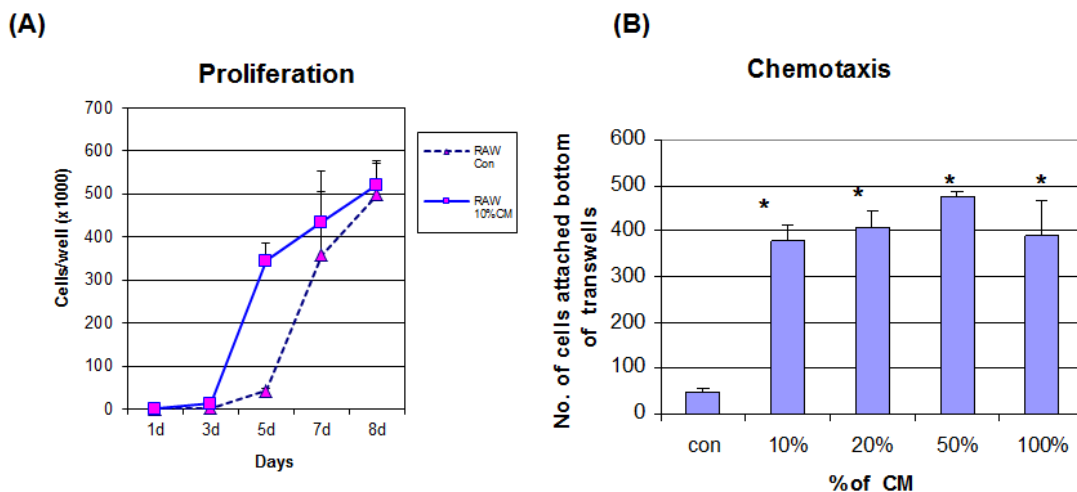 (A)
Proliferation
700
600
500
400
300
200
100
0
Cells/well (x 1000)
1d 3d 5d 7d 8d
Days
RAW
Con
RAW
10%CM
(B)
Chemotaxis
600
500
400
300
200
100
0
No. of cells attached bottom
of transwells
* * * *
con 10% 20% 50% 100%
% of CM